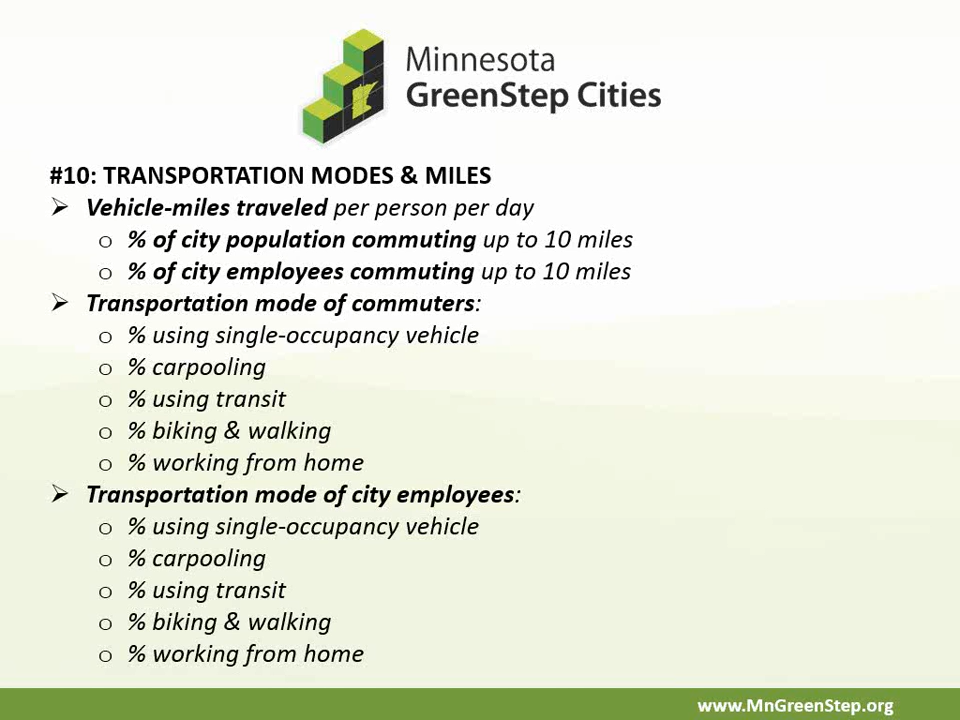 Minnesota
GreenStep Cities
#10: TRANSPORTATION MODES & MILES
➢ Vehicle-miles traveled per person per day
o % of city population commuting up to 10 miles
o % of city employees commuting up to 10 miles
➢ Transportation mode of commuters:
o % using single-occupancy vehicle
o % carpooling
o % using transit
o % biking & walking
o % working from home
➢ Transportation mode of city employees:
o % using single-occupancy vehicle
o % carpooling
o % using transit
o % biking & walking
o % working from home
www.MnGreenStep.org